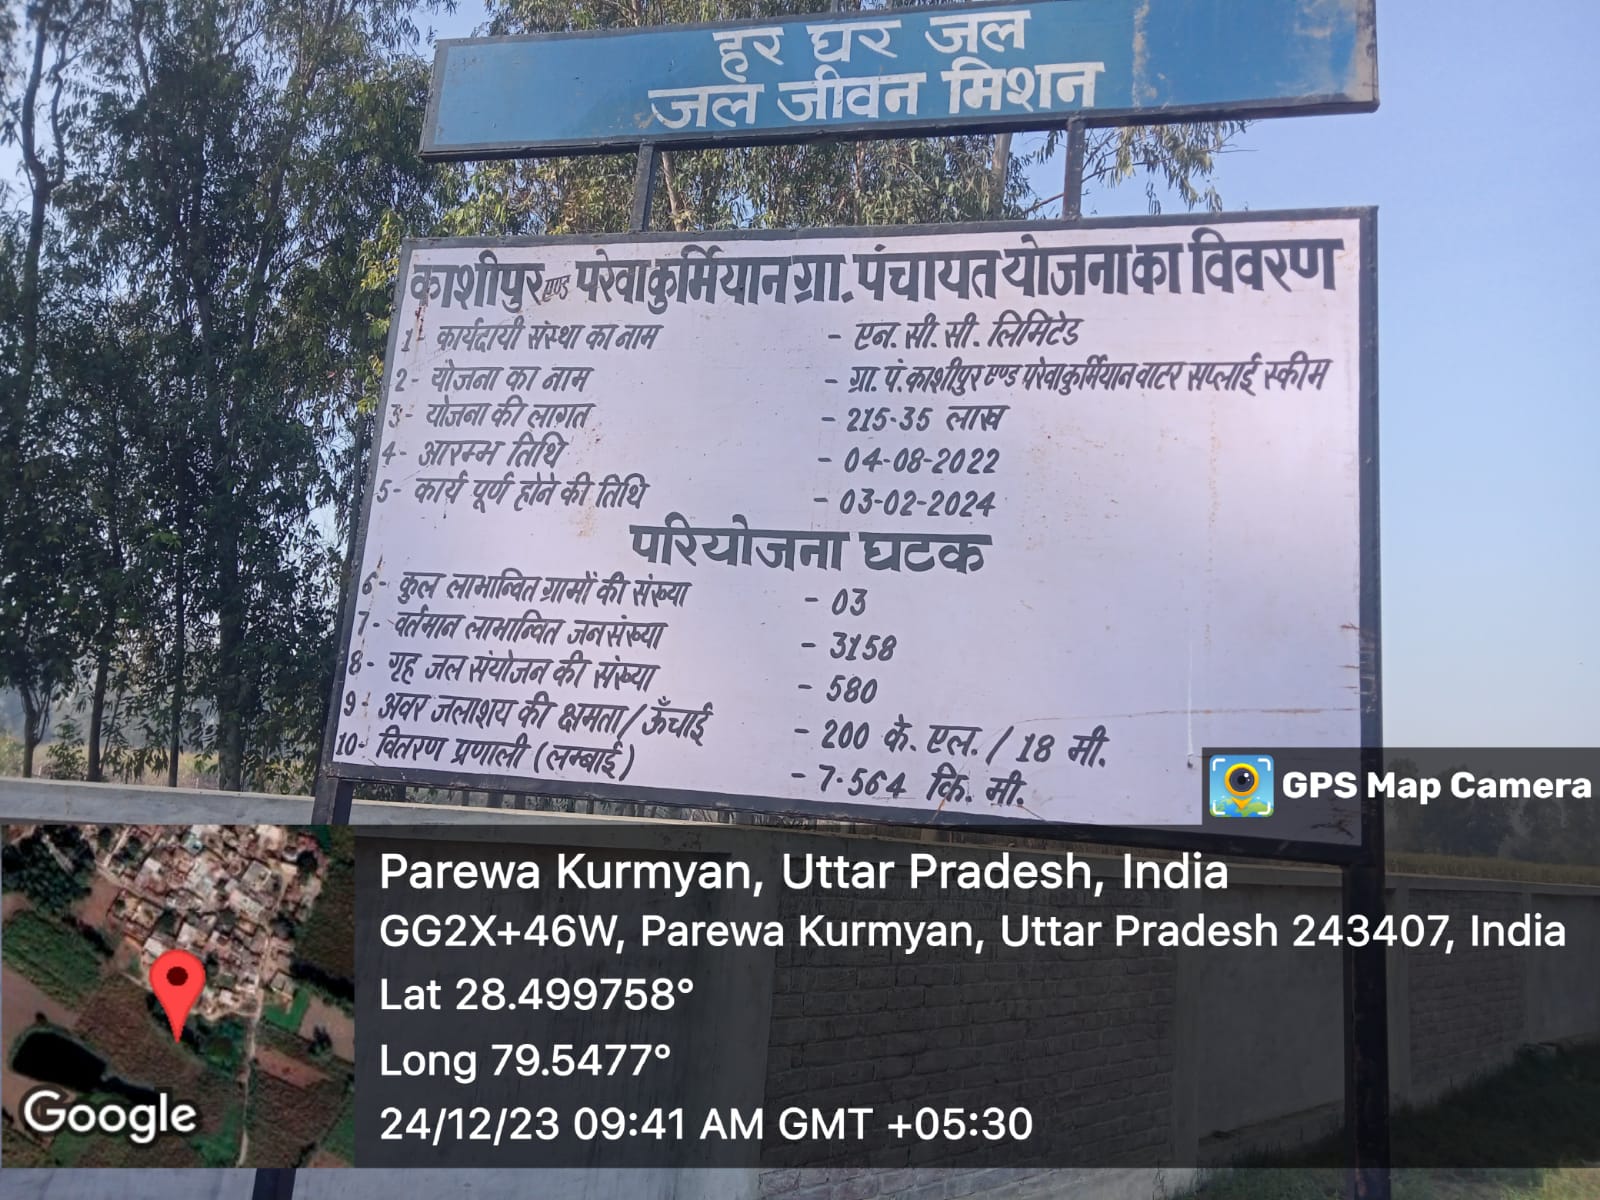 हर घर जल
जल जीवन मिशन
काशीपुर एण्ड परेवाकुर्मियान ग्रा. पंचायत योजना का विवरण
1- कार्यदायी संस्था का नाम - एन. सी. सी. लिमिटेड
2- योजना का नाम - ग्रा. पं. काशीपुर एण्ड परेवाकुर्मियान वाटर सप्लाई स्कीम
3- योजना की लागत - 215.35 लाख
4- आरम्भ तिथि - 04-08-2022
5- कार्य पूर्ण होने की तिथि - 03-02-2024
परियोजना घटक
6- कुल लाभान्वित ग्रामों की संख्या - 03
7- वर्तमान लाभान्वित जनसंख्या - 3158
8- गृह जल संयोजन की संख्या - 580
9- अवर जलाशय की क्षमता / ऊँचाई - 200 के. एल. / 18 मी.
10- वितरण प्रणाली (लम्बाई) - 7.564 कि. मी.
GPS Map Camera
Parewa Kurmyan, Uttar Pradesh, India
GG2X+46W, Parewa Kurmyan, Uttar Pradesh 243407, India
Lat 28.499758°
Long 79.5477°
24/12/23 09:41 AM GMT +05:30
Google